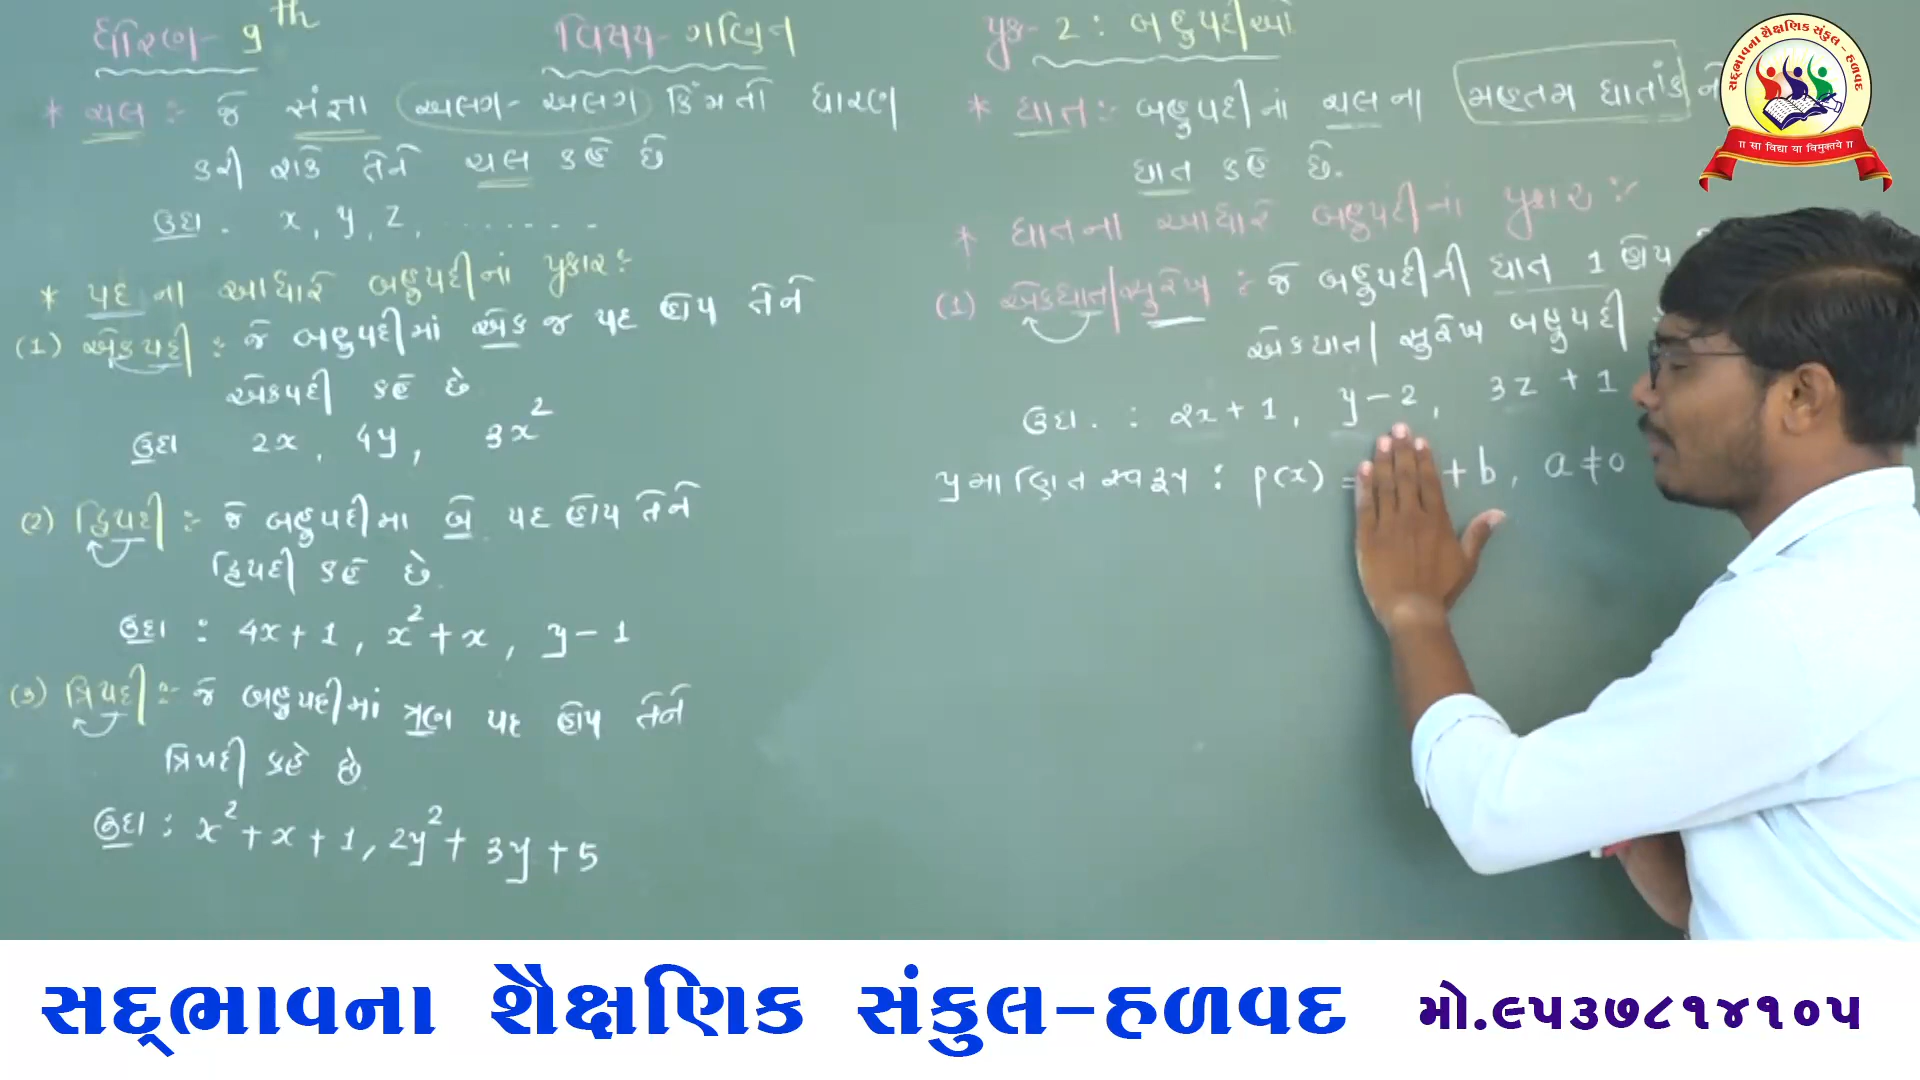 ધોરણ- 9th
વિષય- ગણિત
* ચલ :- જે સંજ્ઞા અલગ-અલગ કિંમતો ધારણ
કરી શકે તેને ચલ કહે છે
ઉદા. x, y, z, .......
* પદ ના આધારે બહુપદીનાં પ્રકાર :-
(1) એકપદી : જે બહુપદીમાં એક જ પદ હોય તેને
એકપદી કહે છે
ઉદા 2x, 4y, 3x²
(2) દ્વિપદી :- જે બહુપદીમા બે પદ હોય તેને
દ્વિપદી કહે છે.
ઉદા : 4x+1, x²+x, y-1
(3) ત્રિપદી :- જે બહુપદીમાં ત્રણ પદ હોય તેને
ત્રિપદી કહે છે
ઉદા : x²+x+1, 2y²+3y+5
પ્રક- 2 : બહુપદીઓ
* ઘાત :- બહુપદીનાં ચલ ના મહત્તમ ઘાતાંક ને
ઘાત કહે છે.
* ઘાતના આધારે બહુપદીનાં પ્રકાર :-
(1) એકઘાત/સુરેખ :- જે બહુપદીની ઘાત 1 હોય
એકઘાત/ સુરેખ બહુપદી
ઉદા. : 2x+1, y-2, 3z+1
પ્રમાણિત સ્વરૂપ : p(x) = +b, a≠0
સદ્ભાવના શૈક્ષણિક સંકુલ - હળવદ
॥ सा विद्या या विमुक्तये ॥
સદ્ભાવના શૈક્ષણિક સંકુલ-હળવદ મો.૯૫૩૭૮૧૪૧૦૫